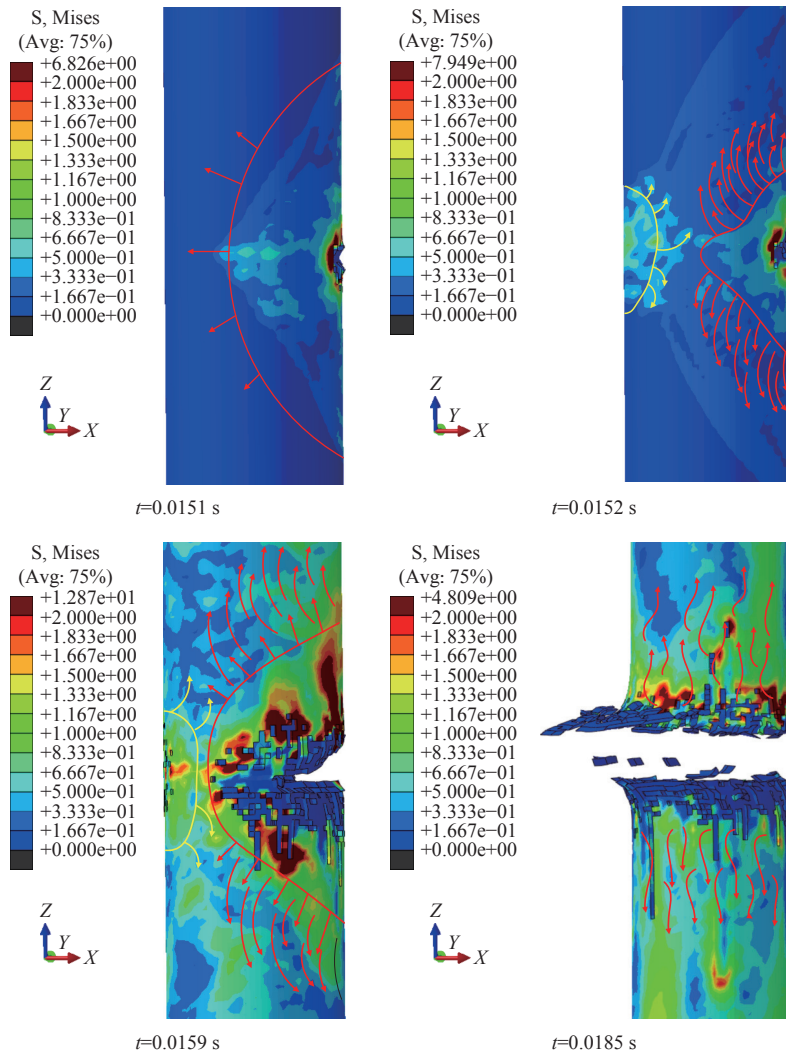 S, Mises
(Avg: 75%)
+6.826e+00
+2.000e+00
+1.833e+00
+1.667e+00
+1.500e+00
+1.333e+00
+1.167e+00
+1.000e+00
+8.333e−01
+6.667e−01
+5.000e−01
+3.333e−01
+1.667e−01
+0.000e+00
Z
Y
X
t=0.0151 s
S, Mises
(Avg: 75%)
+7.949e+00
+2.000e+00
+1.833e+00
+1.667e+00
+1.500e+00
+1.333e+00
+1.167e+00
+1.000e+00
+8.333e−01
+6.667e−01
+5.000e−01
+3.333e−01
+1.667e−01
+0.000e+00
Z
Y
X
t=0.0152 s
S, Mises
(Avg: 75%)
+1.287e+01
+2.000e+00
+1.833e+00
+1.667e+00
+1.500e+00
+1.333e+00
+1.167e+00
+1.000e+00
+8.333e−01
+6.667e−01
+5.000e−01
+3.333e−01
+1.667e−01
+0.000e+00
Z
Y
X
t=0.0159 s
S, Mises
(Avg: 75%)
+4.809e+00
+2.000e+00
+1.833e+00
+1.667e+00
+1.500e+00
+1.333e+00
+1.167e+00
+1.000e+00
+8.333e−01
+6.667e−01
+5.000e−01
+3.333e−01
+1.667e−01
+0.000e+00
Z
Y
X
t=0.0185 s